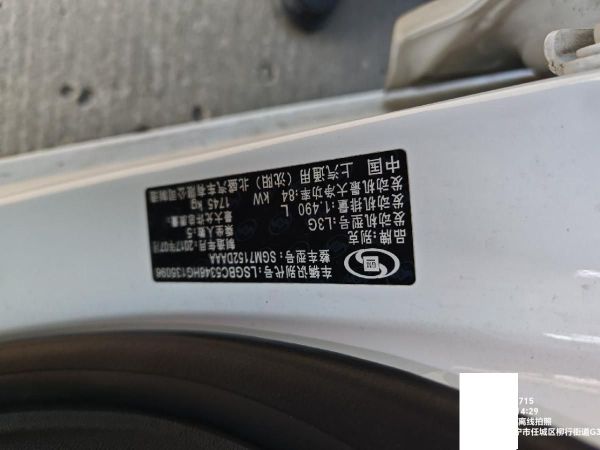 中国 上汽通用（沈阳）北盛汽车有限公司制造
品牌:别克
整车型号:SGM7152DAAA
发动机型号:L3G
发动机排量:1.490 L
发动机最大净功率:84 kW
制造年月:2017年07月
乘坐人数:5
最大允许总质量:1745 kg
车辆识别代号:LSGBC5346HG135096
GM
715
14:29
离线拍照
宁市任城区柳行街道G3